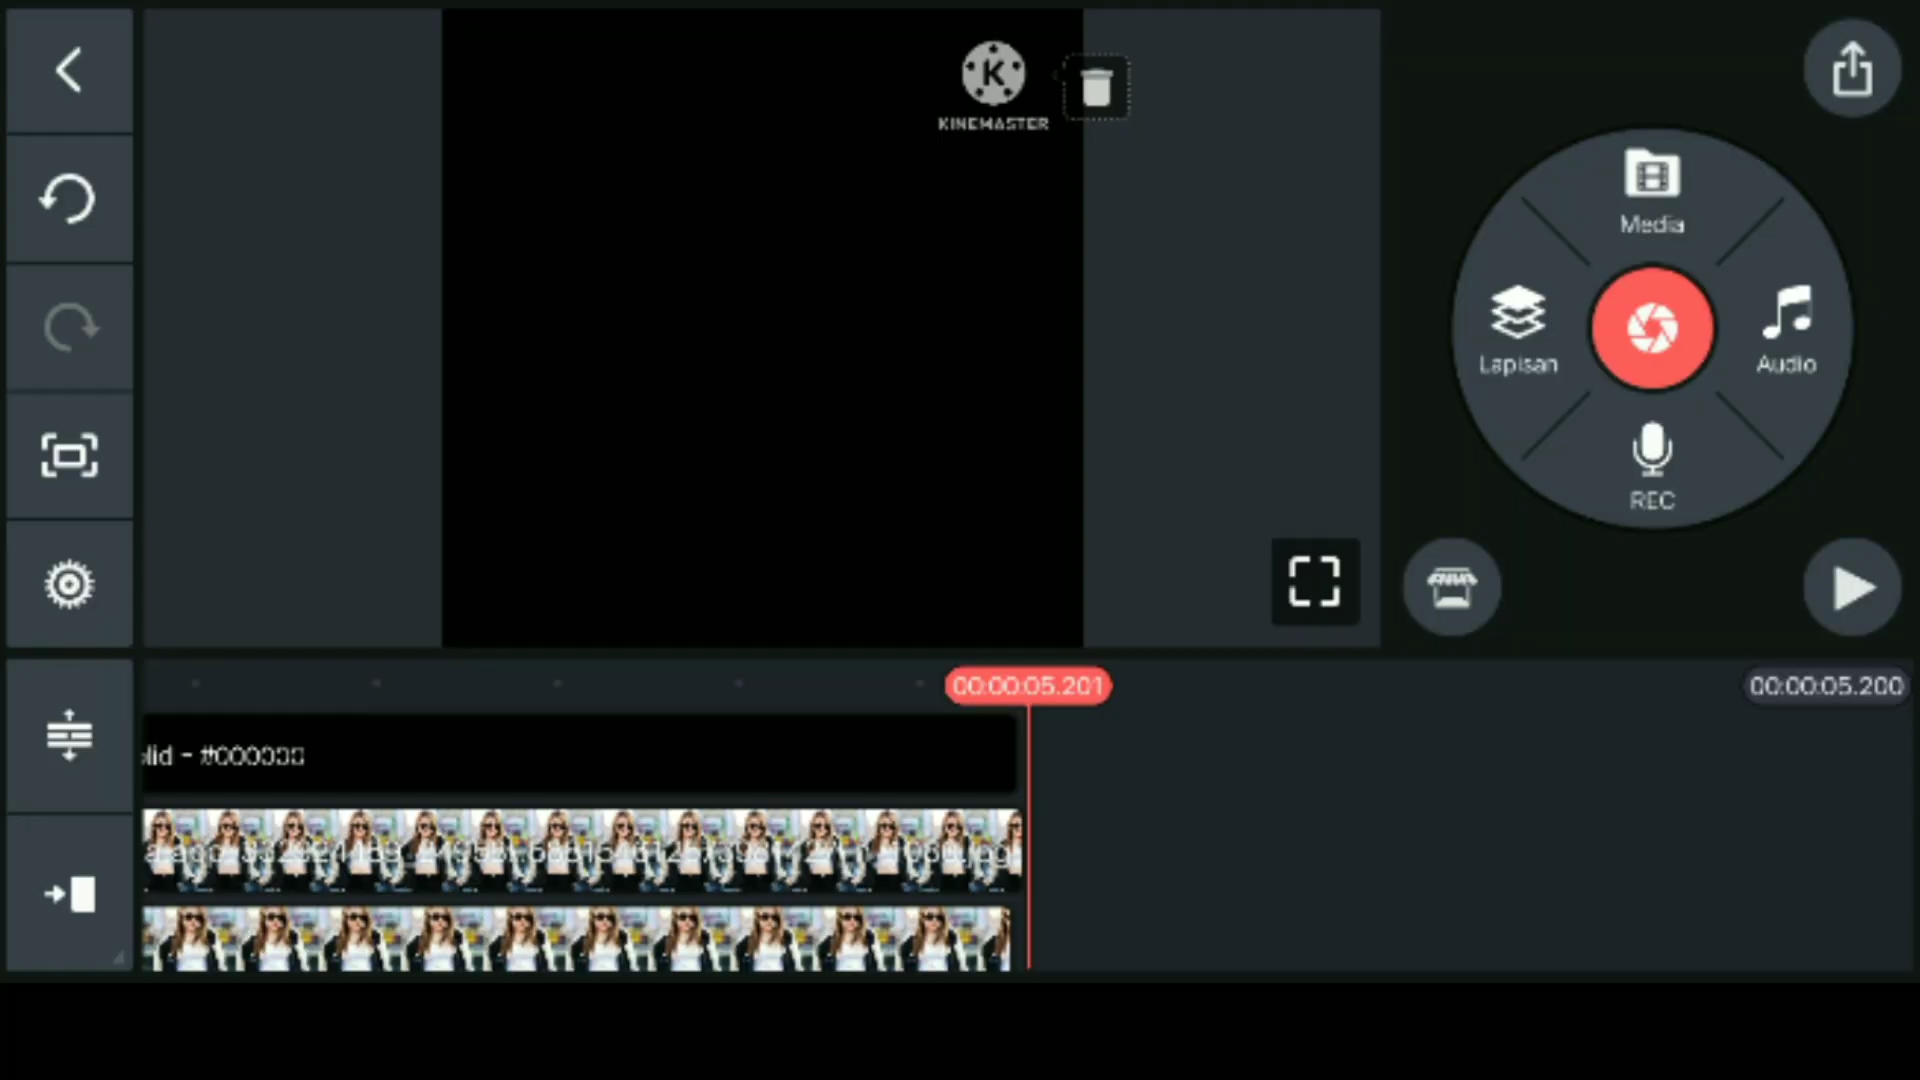 K
KINEMASTER
Media
Lapisan
Audio
REC
00:00:05.201
00:00:05.200
lid - #000000